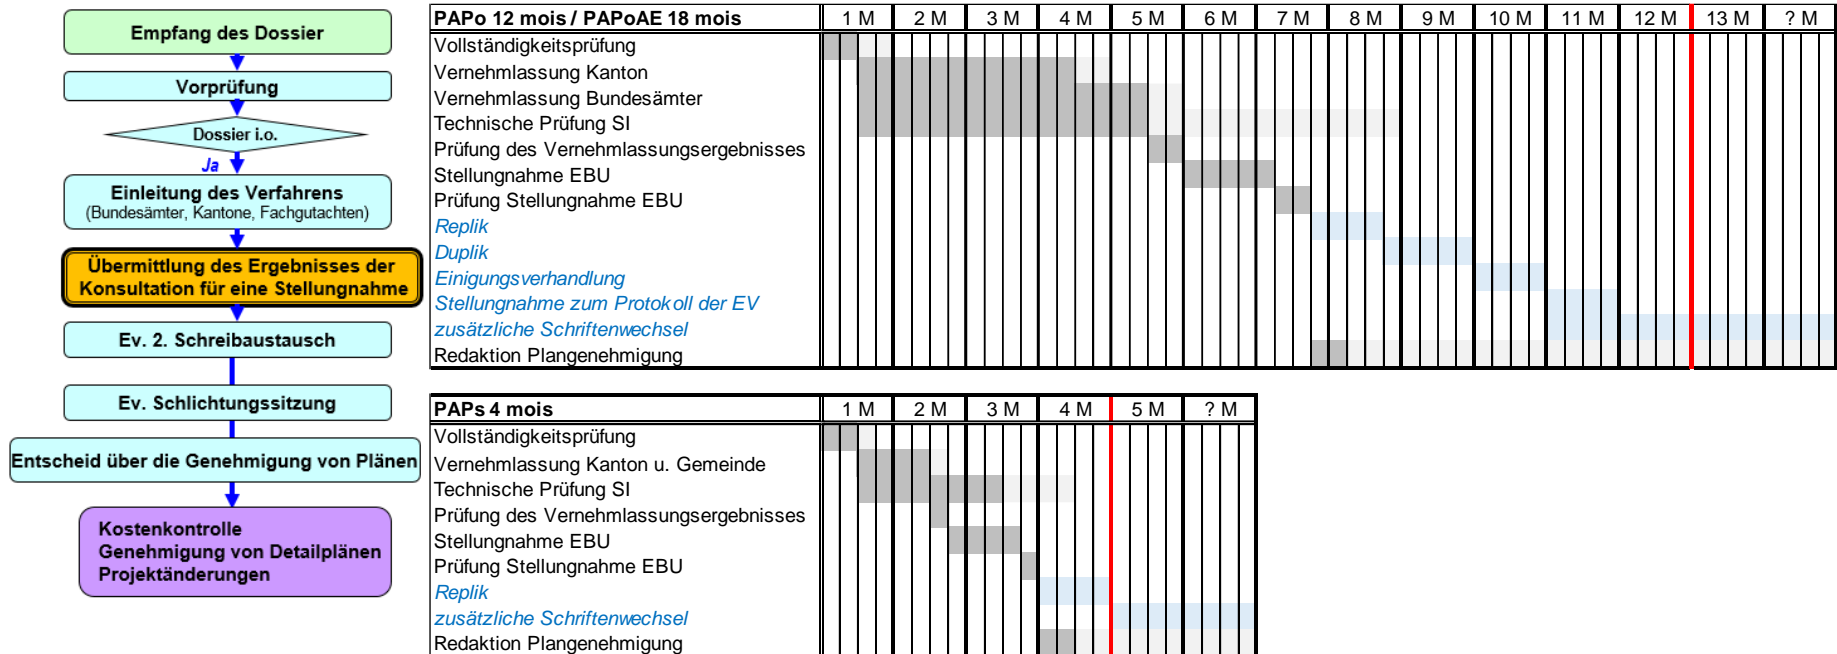 Empfang des Dossier
Vorprüfung
Dossier i.o.
Ja
Einleitung des Verfahrens
(Bundesämter, Kantone, Fachgutachten)
Übermittlung des Ergebnisses der
Konsultation für eine Stellungnahme
Ev. 2. Schreibaustausch
Ev. Schlichtungssitzung
Entscheid über die Genehmigung von Plänen
Kostenkontrolle
Genehmigung von Detailplänen
Projektänderungen
PAPo 12 mois / PAPoAE 18 mois 1 M 2 M 3 M 4 M 5 M 6 M 7 M 8 M 9 M 10 M 11 M 12 M 13 M ? M
Vollständigkeitsprüfung
Vernehmlassung Kanton
Vernehmlassung Bundesämter
Technische Prüfung SI
Prüfung des Vernehmlassungsergebnisses
Stellungnahme EBU
Prüfung Stellungnahme EBU
Replik
Duplik
Einigungsverhandlung
Stellungnahme zum Protokoll der EV
zusätzliche Schriftenwechsel
Redaktion Plangenehmigung
PAPs 4 mois 1 M 2 M 3 M 4 M 5 M ? M
Vollständigkeitsprüfung
Vernehmlassung Kanton u. Gemeinde
Technische Prüfung SI
Prüfung des Vernehmlassungsergebnisses
Stellungnahme EBU
Prüfung Stellungnahme EBU
Replik
zusätzliche Schriftenwechsel
Redaktion Plangenehmigung